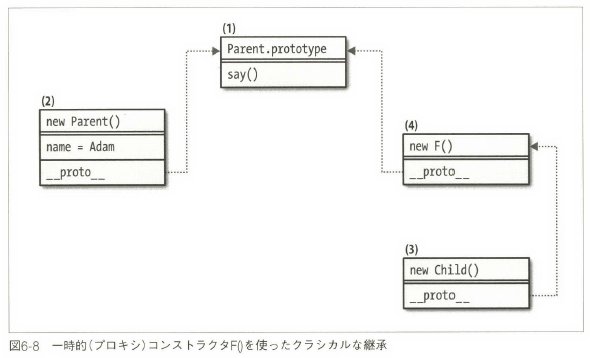 (1)
Parent.prototype
say()
(2)
new Parent()
name = Adam
__proto__
(4)
new F()
__proto__
(3)
new Child()
__proto__
図6-8 一時的(プロキシ)コンストラクタF()を使ったクラシカルな継承